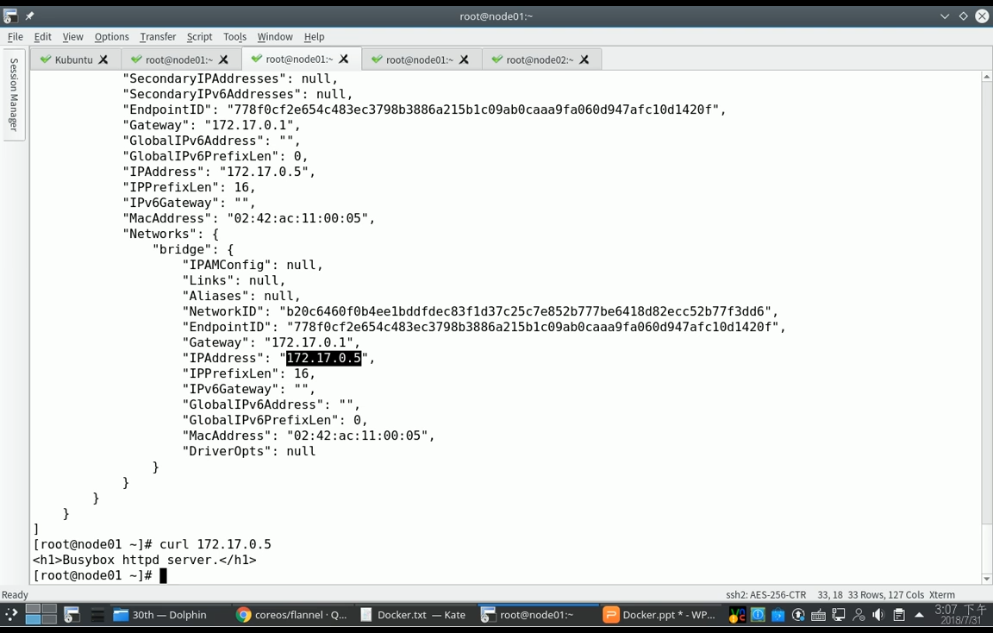 root@node01:~
File Edit View Options Transfer Script Tools Window Help
Session Manager
Kubuntu root@node01:~ root@node01:~ root@node01:~ root@node02:~
"SecondaryIPAddresses": null,
"SecondaryIPv6Addresses": null,
"EndpointID": "778f0cf2e654c483ec3798b3886a215b1c09ab0caaa9fa060d947afc10d1420f",
"Gateway": "172.17.0.1",
"GlobalIPv6Address": "",
"GlobalIPv6PrefixLen": 0,
"IPAddress": "172.17.0.5",
"IPPrefixLen": 16,
"IPv6Gateway": "",
"MacAddress": "02:42:ac:11:00:05",
"Networks": {
"bridge": {
"IPAMConfig": null,
"Links": null,
"Aliases": null,
"NetworkID": "b20c6460f0b4ee1bddfdec83f1d37c25c7e852b777be6418d82ecc52b77f3dd6",
"EndpointID": "778f0cf2e654c483ec3798b3886a215b1c09ab0caaa9fa060d947afc10d1420f",
"Gateway": "172.17.0.1",
"IPAddress": "172.17.0.5",
"IPPrefixLen": 16,
"IPv6Gateway": "",
"GlobalIPv6Address": "",
"GlobalIPv6PrefixLen": 0,
"MacAddress": "02:42:ac:11:00:05",
"DriverOpts": null
}
}
}
}
]
[root@node01 ~]# curl 172.17.0.5
<h1>Busybox httpd server.</h1>
[root@node01 ~]#
Ready ssh2: AES-256-CTR 33, 18 33 Rows, 127 Cols Xterm
30th — Dolphin coreos/flannel - Q... Docker.txt — Kate root@node01:~ Docker.ppt * - WP... 3:07 下午
2018/7/31